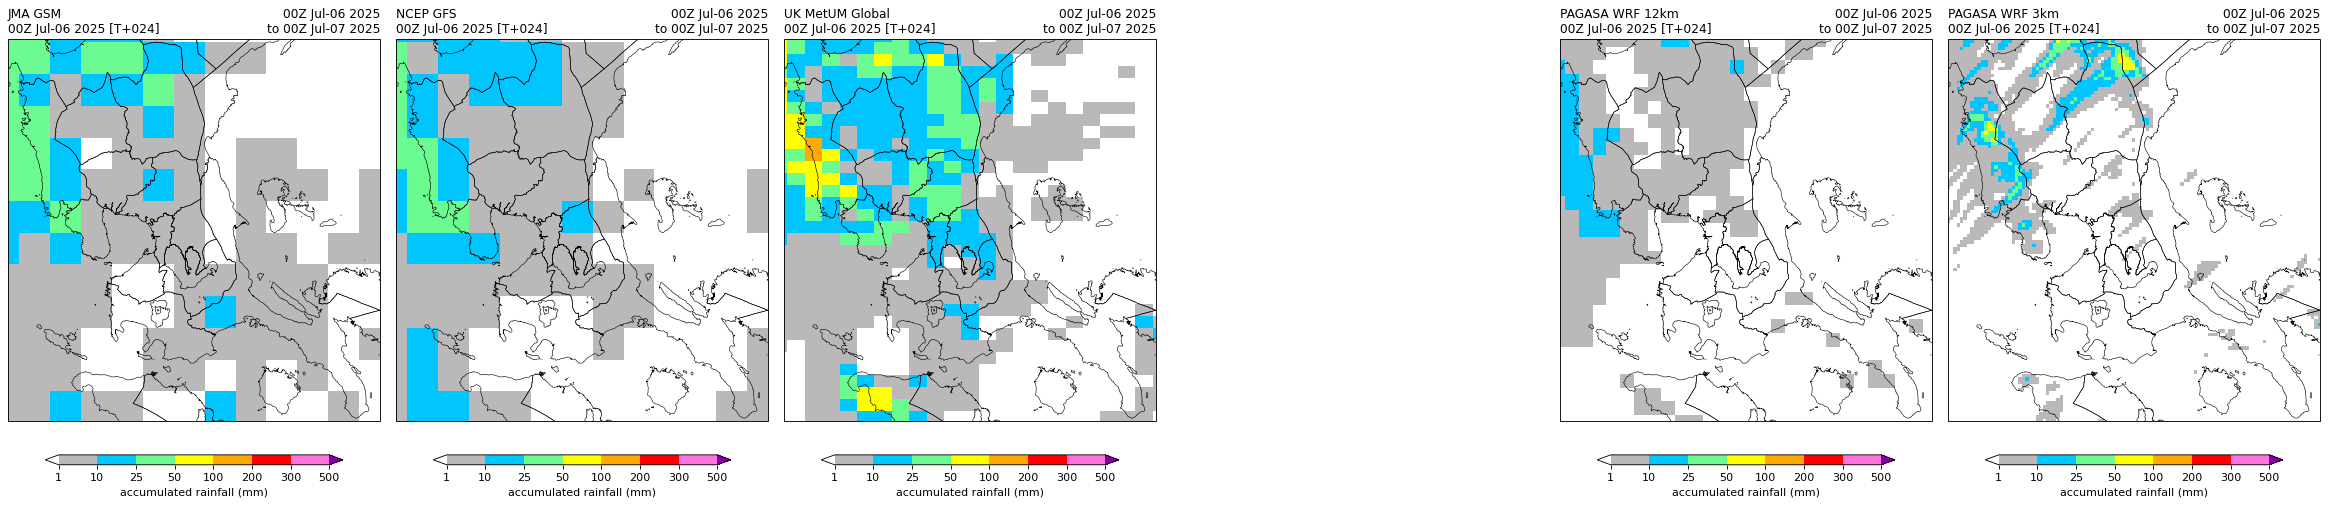 JMA GSM 00Z Jul-06 2025
00Z Jul-06 2025 [T+024] to 00Z Jul-07 2025
1 10 25 50 100 200 300 500
accumulated rainfall (mm)
NCEP GFS 00Z Jul-06 2025
00Z Jul-06 2025 [T+024] to 00Z Jul-07 2025
1 10 25 50 100 200 300 500
accumulated rainfall (mm)
UK MetUM Global 00Z Jul-06 2025
00Z Jul-06 2025 [T+024] to 00Z Jul-07 2025
1 10 25 50 100 200 300 500
accumulated rainfall (mm)
PAGASA WRF 12km 00Z Jul-06 2025
00Z Jul-06 2025 [T+024] to 00Z Jul-07 2025
1 10 25 50 100 200 300 500
accumulated rainfall (mm)
PAGASA WRF 3km 00Z Jul-06 2025
00Z Jul-06 2025 [T+024] to 00Z Jul-07 2025
1 10 25 50 100 200 300 500
accumulated rainfall (mm)